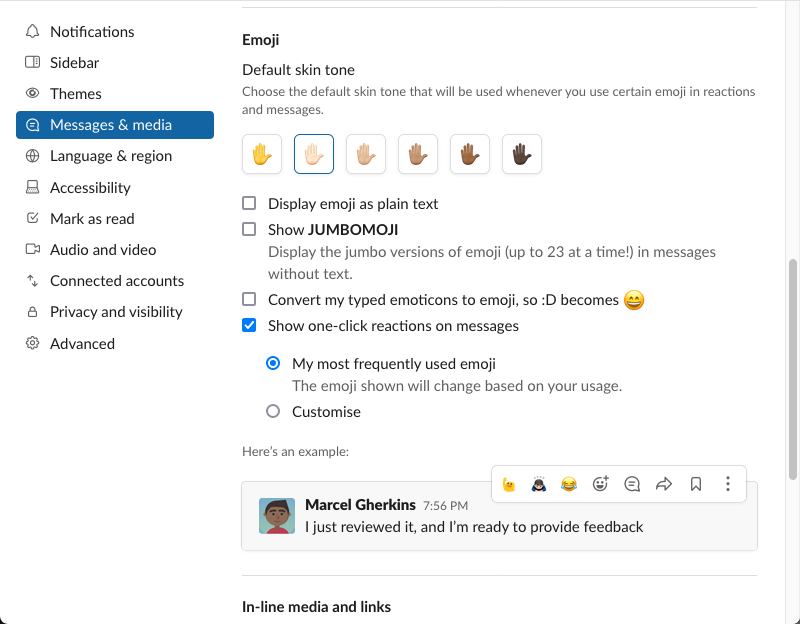 Notifications
Sidebar
Themes
Messages & media
Language & region
Accessibility
Mark as read
Audio and video
Connected accounts
Privacy and visibility
Advanced
Emoji
Default skin tone
Choose the default skin tone that will be used whenever you use certain emoji in reactions
and messages.
Display emoji as plain text
Show JUMBOMOJI
Display the jumbo versions of emoji (up to 23 at a time!) in messages
without text.
Convert my typed emoticons to emoji, so :D becomes 😄
Show one-click reactions on messages
My most frequently used emoji
The emoji shown will change based on your usage.
Customise
Here’s an example:
Marcel Gherkins 7:56 PM
I just reviewed it, and I’m ready to provide feedback
In-line media and links